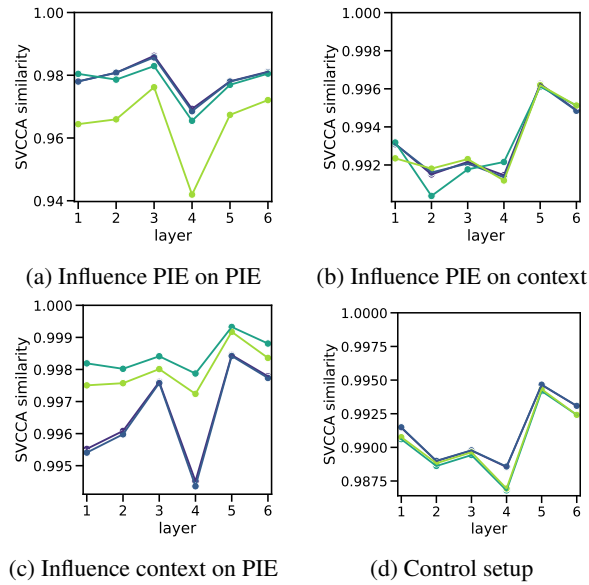 1.00
0.98
0.96
0.94
SVCCA similarity
1 2 3 4 5 6
layer
(a) Influence PIE on PIE
1.000
0.998
0.996
0.994
0.992
SVCCA similarity
1 2 3 4 5 6
layer
(b) Influence PIE on context
1.000
0.999
0.998
0.997
0.996
0.995
SVCCA similarity
1 2 3 4 5 6
layer
(c) Influence context on PIE
1.0000
0.9975
0.9950
0.9925
0.9900
0.9875
SVCCA similarity
1 2 3 4 5 6
layer
(d) Control setup